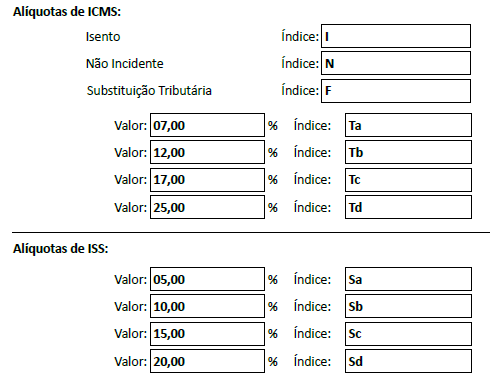 Alíquotas de ICMS:
Isento Índice: I
Não Incidente Índice: N
Substituição Tributária Índice: F
Valor: 07,00 % Índice: Ta
Valor: 12,00 % Índice: Tb
Valor: 17,00 % Índice: Tc
Valor: 25,00 % Índice: Td
Alíquotas de ISS:
Valor: 05,00 % Índice: Sa
Valor: 10,00 % Índice: Sb
Valor: 15,00 % Índice: Sc
Valor: 20,00 % Índice: Sd